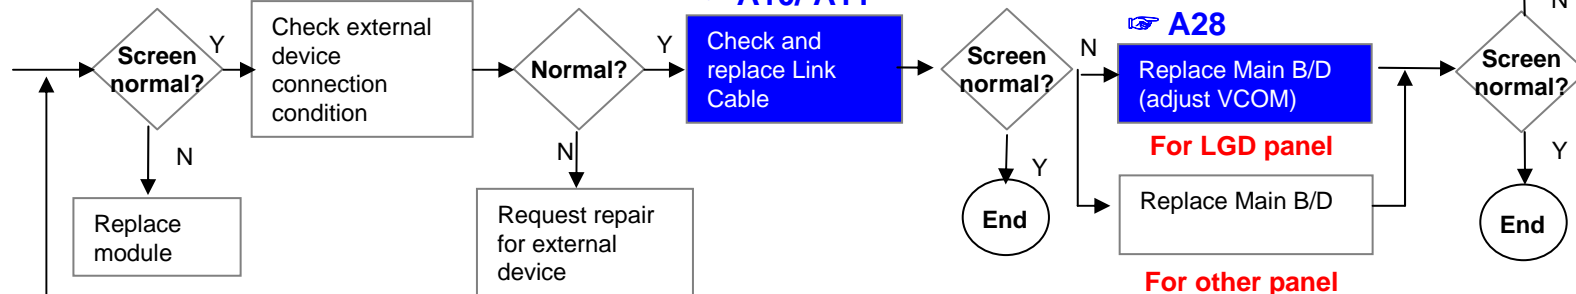 Screen
normal?
Y
N
Replace
module
Check external
device
connection
condition
Normal?
Y
N
Request repair
for external
device
Check and
replace Link
Cable
Screen
normal?
N
Y
End
☞ A28
Replace Main B/D
(adjust VCOM)
For LGD panel
Replace Main B/D
For other panel
Screen
normal?
N
Y
End